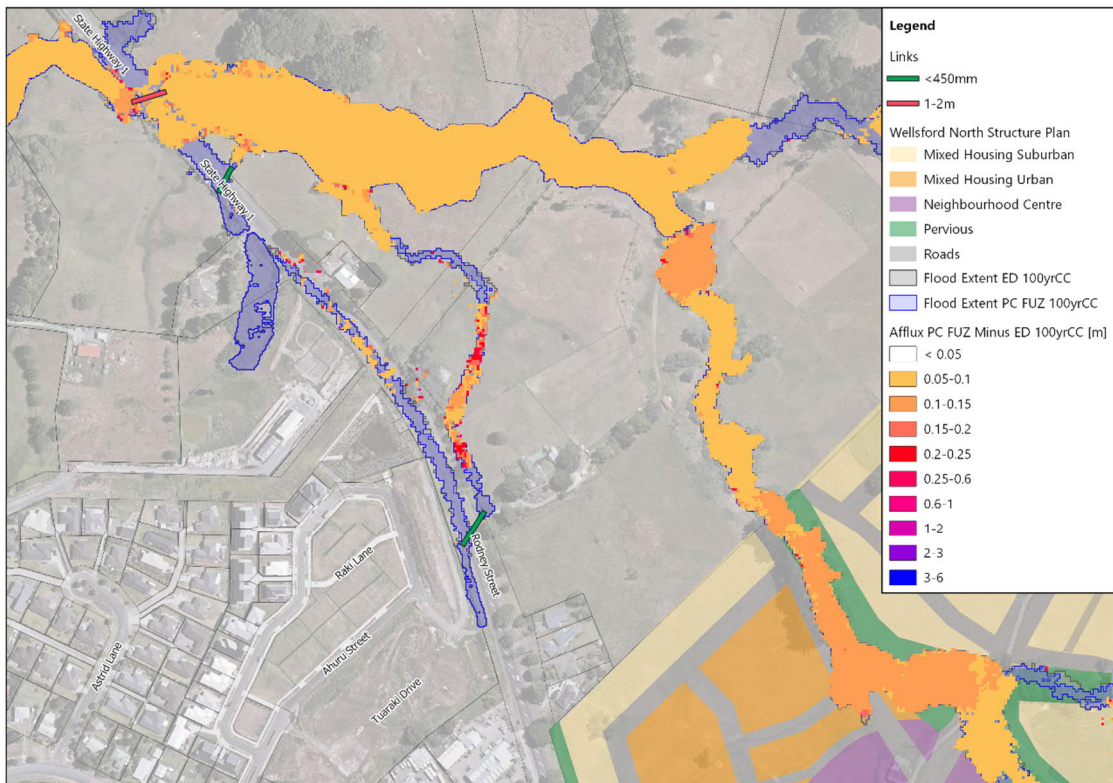 State Highway 1
State Highway 1
Rodney Street
Raki Lane
Ahuru Street
Astrid Lane
Tuaraki Drive
Legend
Links
<450mm
1-2m
Wellsford North Structure Plan
Mixed Housing Suburban
Mixed Housing Urban
Neighbourhood Centre
Pervious
Roads
Flood Extent ED 100yrCC
Flood Extent PC FUZ 100yrCC
Afflux PC FUZ Minus ED 100yrCC [m]
< 0.05
0.05-0.1
0.1-0.15
0.15-0.2
0.2-0.25
0.25-0.6
0.6-1
1-2
2-3
3-6